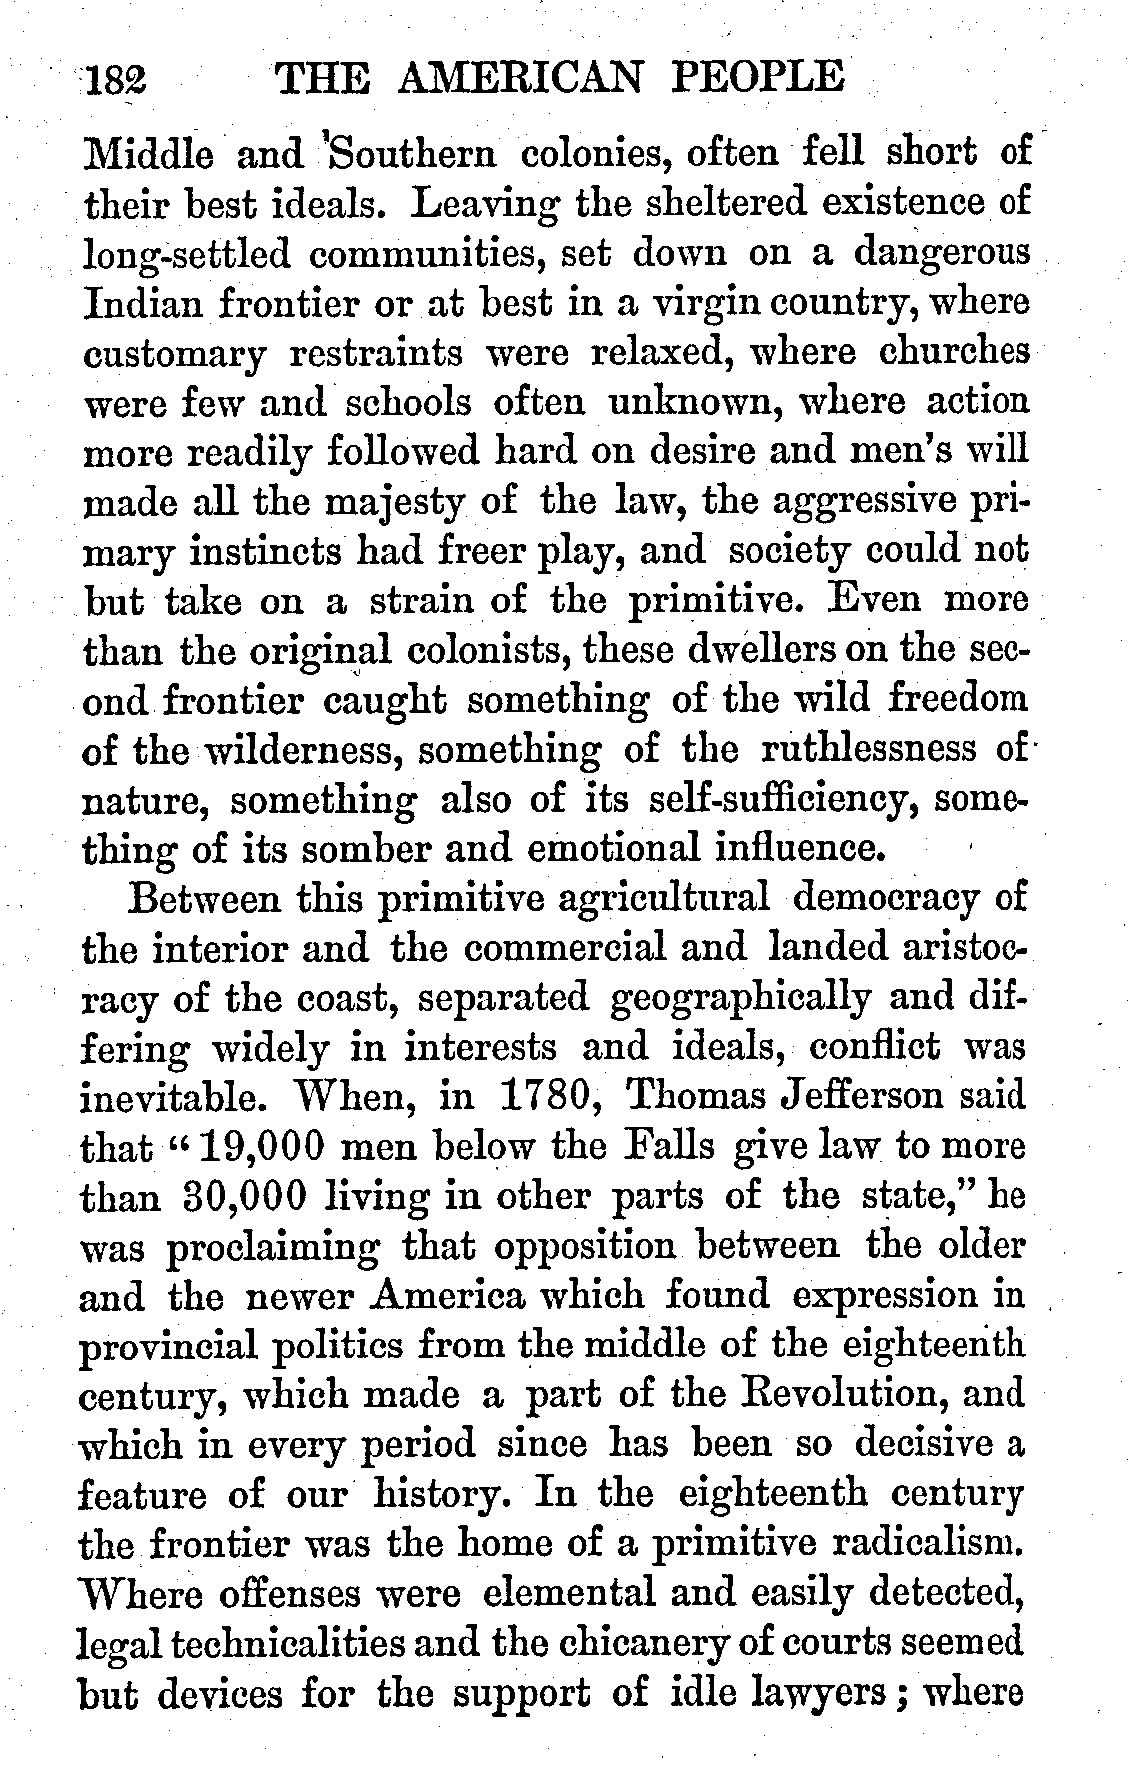 182 THE AMERICAN PEOPLE
Middle and Southern colonies, often fell short of
their best ideals. Leaving the sheltered existence of
long-settled communities, set down on a dangerous
Indian frontier or at best in a virgin country, where
customary restraints were relaxed, where churches
were few and schools often unknown, where action
more readily followed hard on desire and men's will
made all the majesty of the law, the aggressive pri-
mary instincts had freer play, and society could not
but take on a strain of the primitive. Even more
than the original colonists, these dwellers on the sec-
ond frontier caught something of the wild freedom
of the wilderness, something of the ruthlessness of
nature, something also of its self-sufficiency, some-
thing of its somber and emotional influence.
Between this primitive agricultural democracy of
the interior and the commercial and landed aristoc-
racy of the coast, separated geographically and dif-
fering widely in interests and ideals, conflict was
inevitable. When, in 1780, Thomas Jefferson said
that “19,000 men below the Falls give law to more
than 30,000 living in other parts of the state,” he
was proclaiming that opposition between the older
and the newer America which found expression in
provincial politics from the middle of the eighteenth
century, which made a part of the Revolution, and
which in every period since has been so decisive a
feature of our history. In the eighteenth century
the frontier was the home of a primitive radicalism.
Where offenses were elemental and easily detected,
legal technicalities and the chicanery of courts seemed
but devices for the support of idle lawyers; where